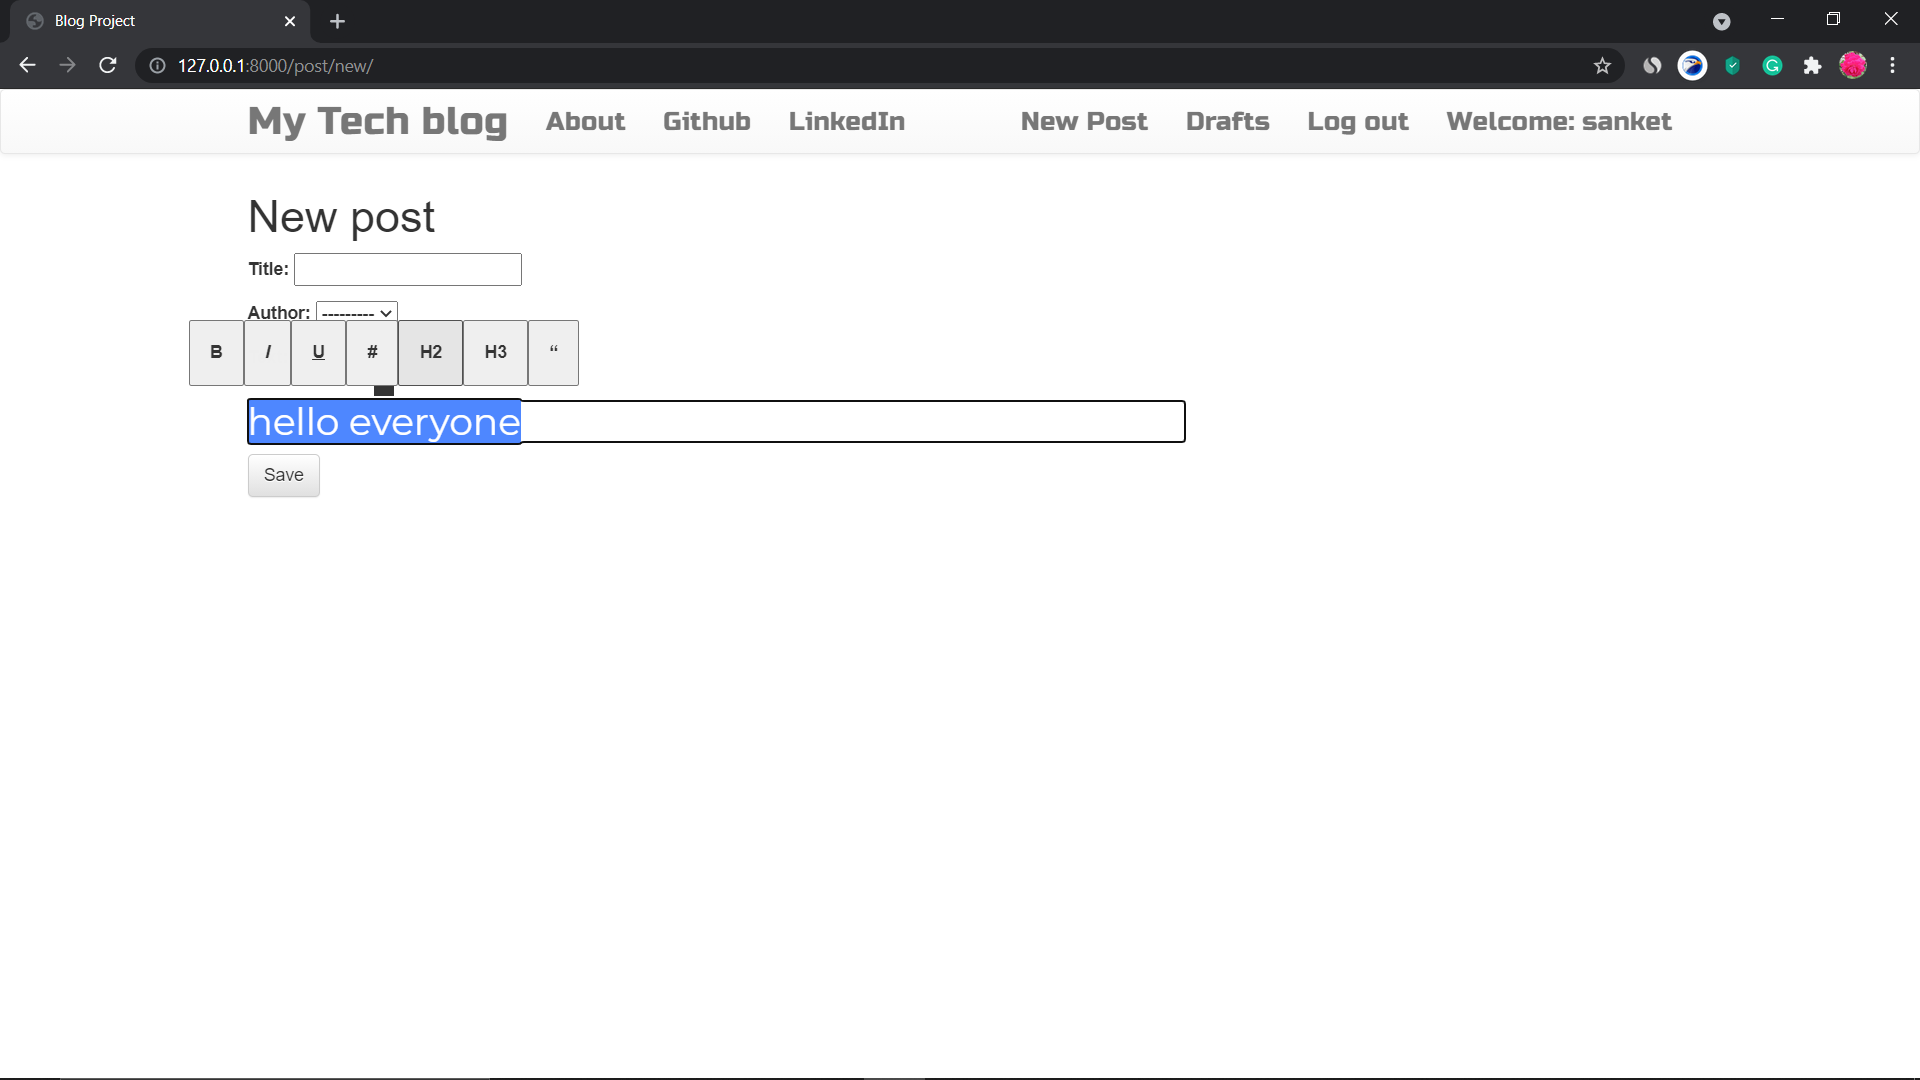 Blog Project
127.0.0.1:8000/post/new/
My Tech blog About Github LinkedIn New Post Drafts Log out Welcome: sanket
New post
Title:
Author: ---------
B I U # H2 H3 “
hello everyone
Save